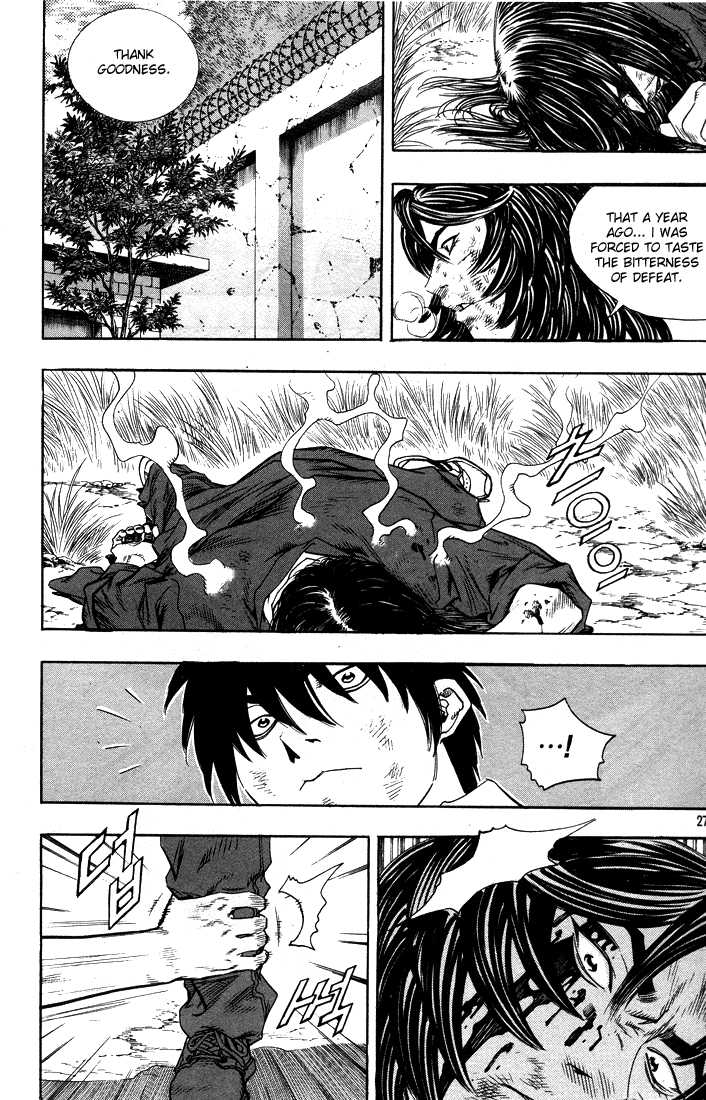 THANK
GOODNESS.
THAT A YEAR
AGO... I WAS
FORCED TO TASTE
THE BITTERNESS
OF DEFEAT.
...!
27